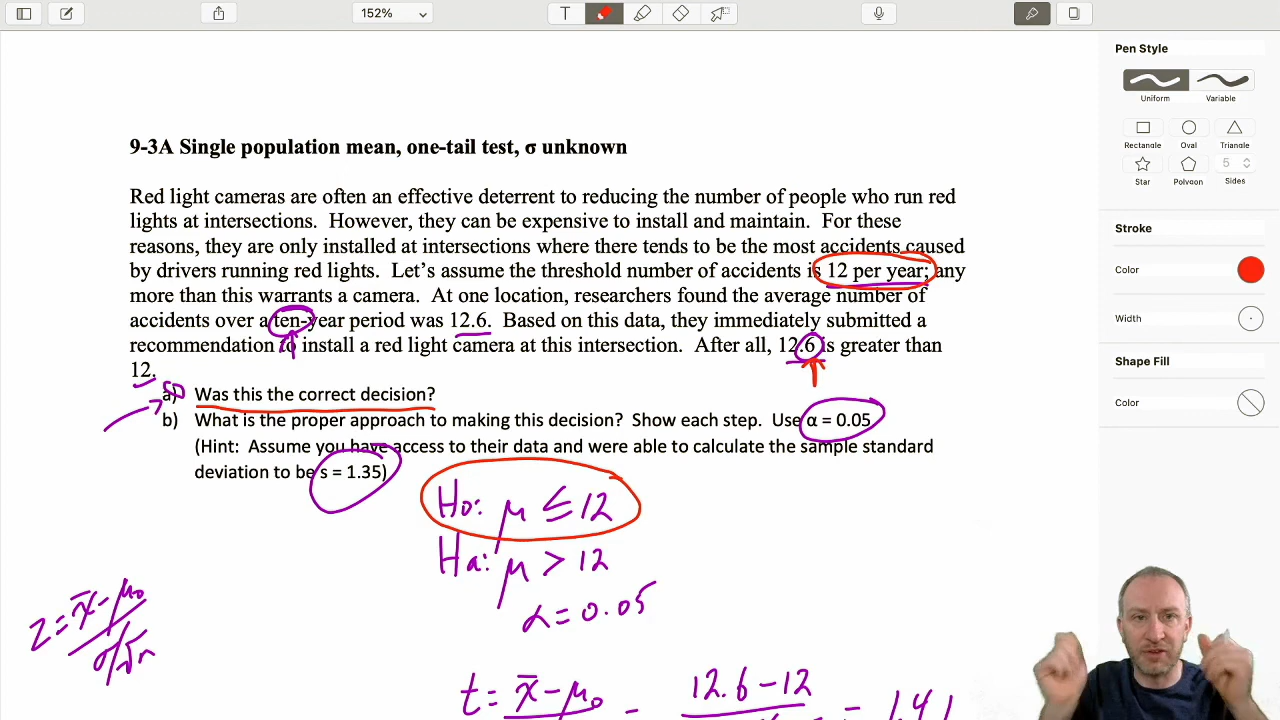 152%
T
Pen Style
Uniform
Variable
Rectangle
Oval
Triangle
Star
Polygon
5
Sides
Stroke
Color
Width
Shape Fill
Color
9-3A Single population mean, one-tail test, σ unknown
Red light cameras are often an effective deterrent to reducing the number of people who run red
lights at intersections. However, they can be expensive to install and maintain. For these
reasons, they are only installed at intersections where there tends to be the most accidents caused
by drivers running red lights. Let's assume the threshold number of accidents is 12 per year; any
more than this warrants a camera. At one location, researchers found the average number of
accidents over a ten-year period was 12.6. Based on this data, they immediately submitted a
recommendation to install a red light camera at this intersection. After all, 12.6 is greater than
12.
a) Was this the correct decision?
b) What is the proper approach to making this decision? Show each step. Use α = 0.05
(Hint: Assume you have access to their data and were able to calculate the sample standard
deviation to be s = 1.35)
Ho: μ ≤ 12
Ha: μ > 12
α = 0.05
z = x̄ - μ₀
σ/√n
t = x̄ - μ₀ = 12.6 - 12 = 1.41